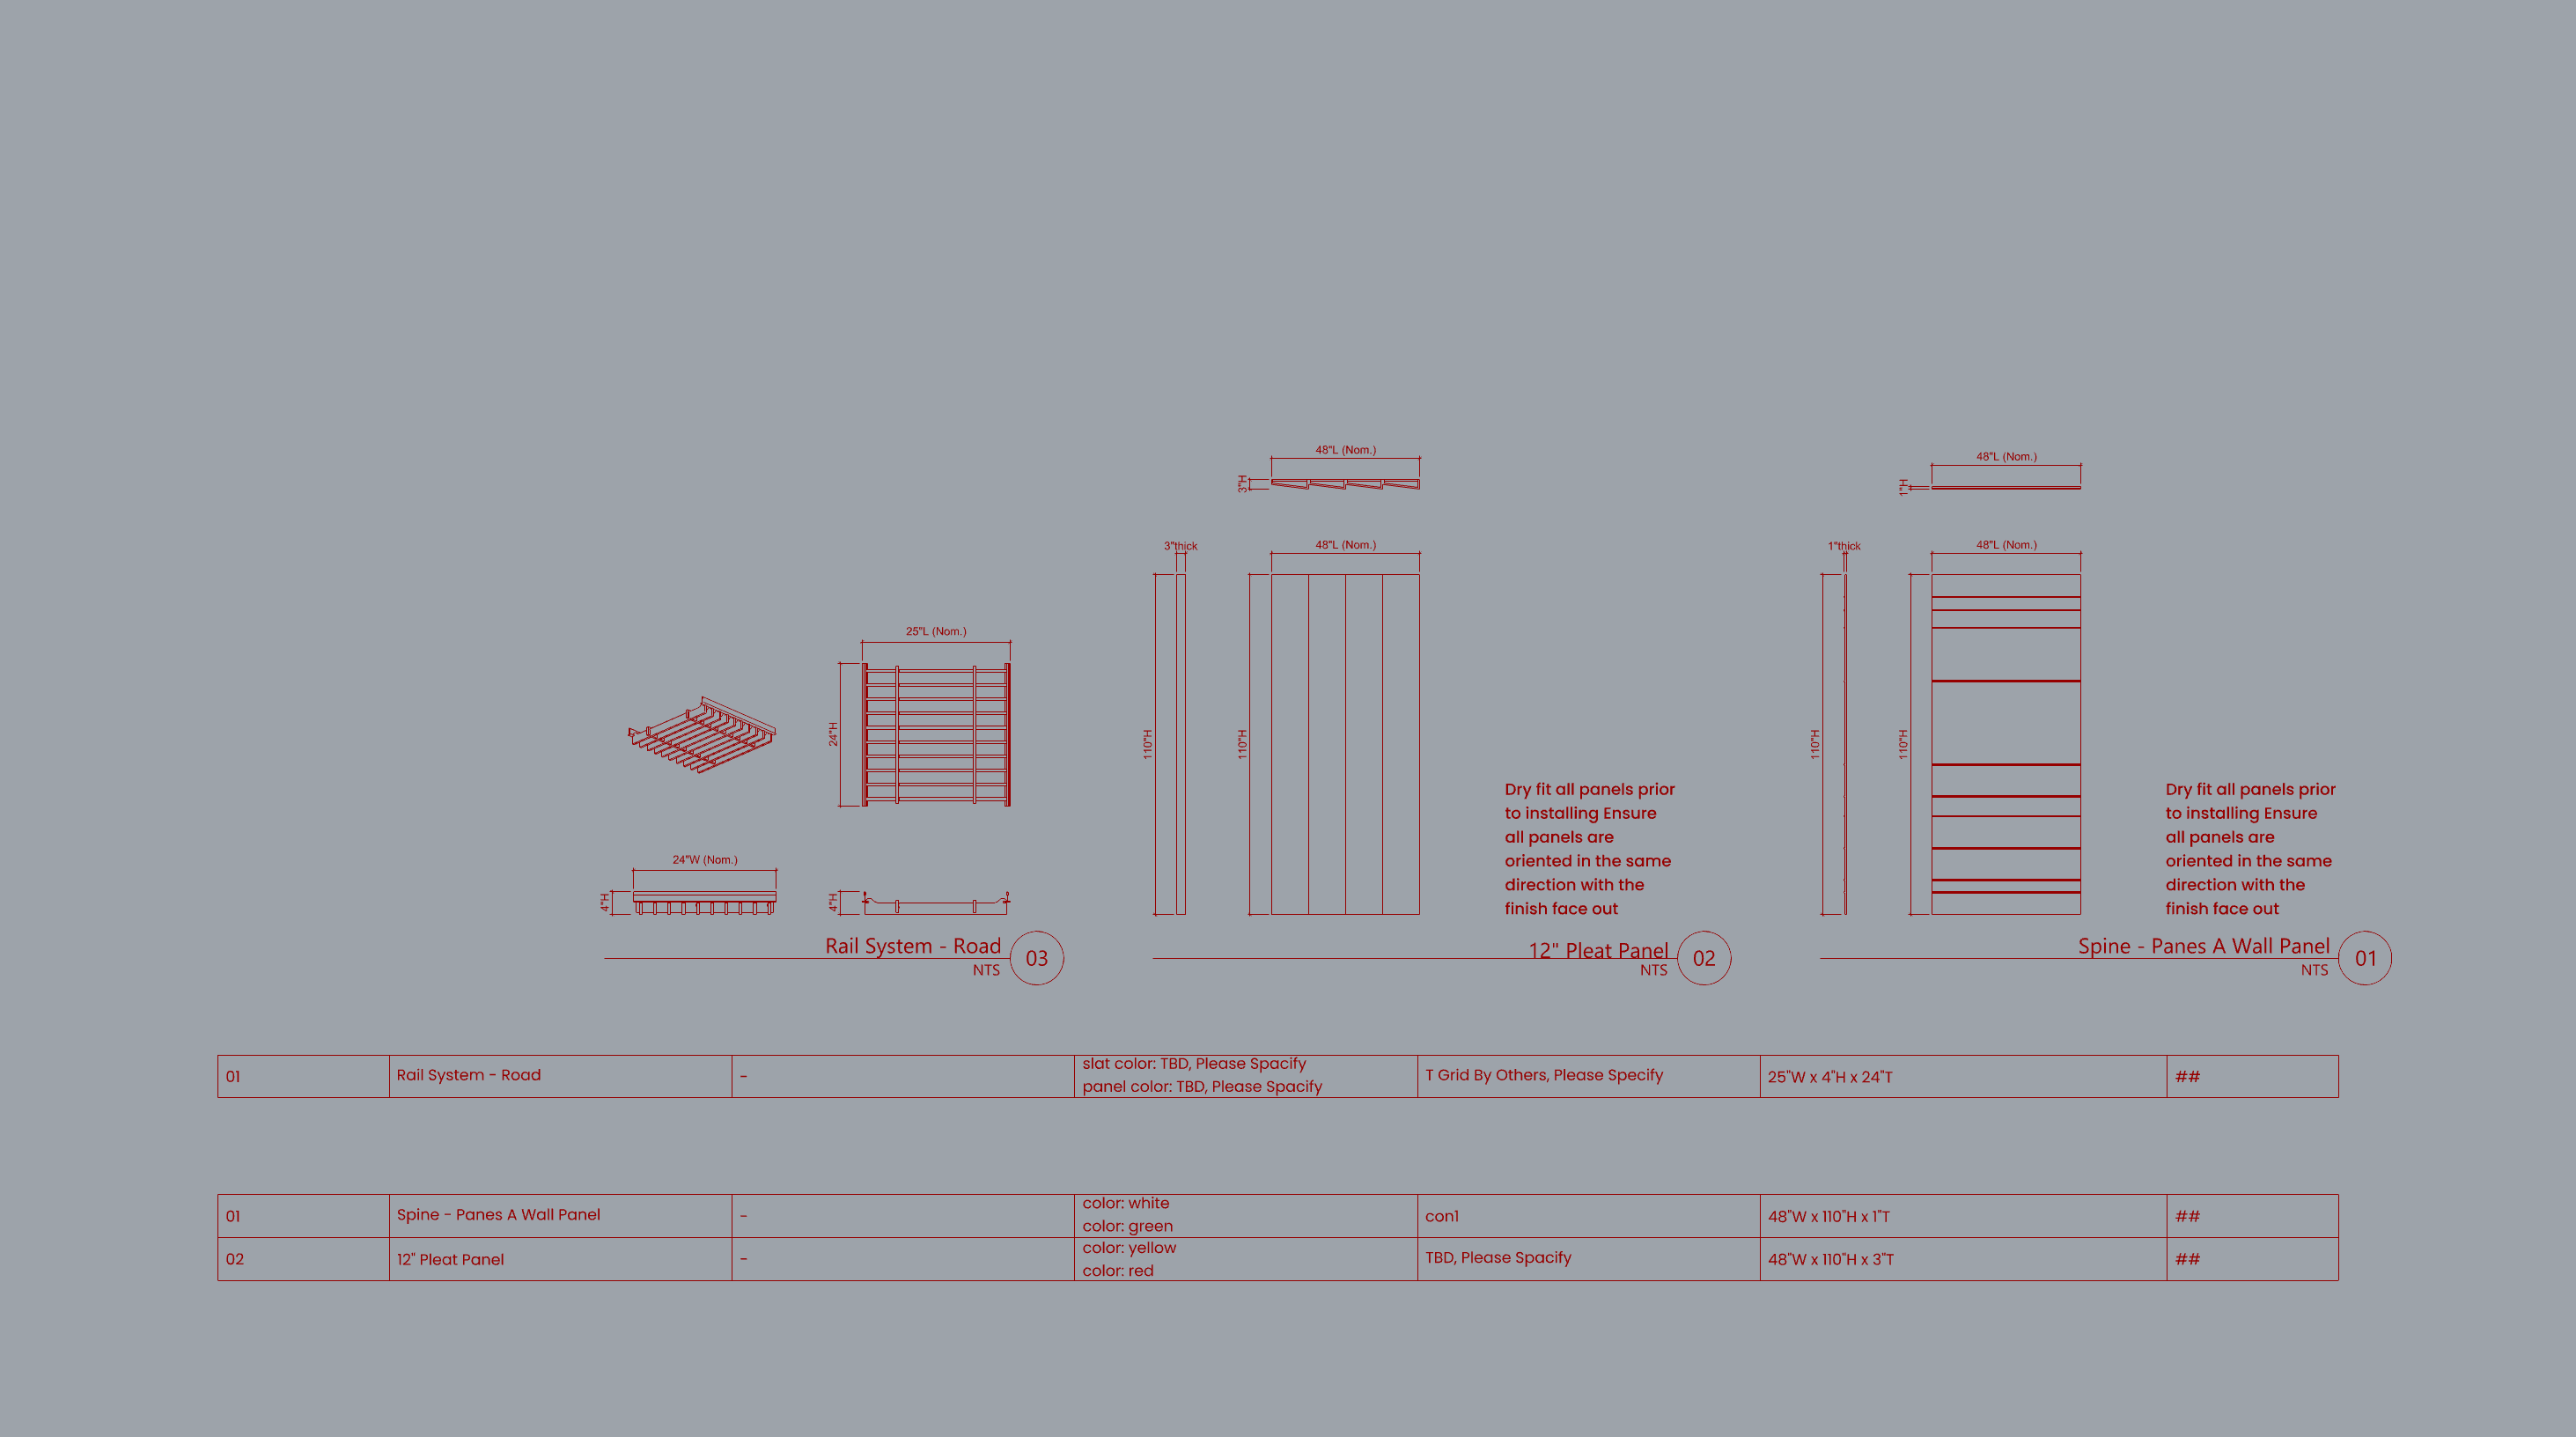 48"L (Nom.)
3"H
3"thick
48"L (Nom.)
110"H
110"H
48"L (Nom.)
1"H
1"thick
48"L (Nom.)
110"H
110"H
25"L (Nom.)
24"H
24"W (Nom.)
4"H
4"H
Dry fit all panels prior
to installing Ensure
all panels are
oriented in the same
direction with the
finish face out
Dry fit all panels prior
to installing Ensure
all panels are
oriented in the same
direction with the
finish face out
Rail System - Road
NTS
03
12" Pleat Panel
NTS
02
Spine - Panes A Wall Panel
NTS
01
01
Rail System - Road
-
slat color: TBD, Please Spacify
panel color: TBD, Please Spacify
T Grid By Others, Please Specify
25"W x 4"H x 24"T
##
01
Spine - Panes A Wall Panel
-
color: white
color: green
con1
48"W x 110"H x 1"T
##
02
12" Pleat Panel
-
color: yellow
color: red
TBD, Please Spacify
48"W x 110"H x 3"T
##